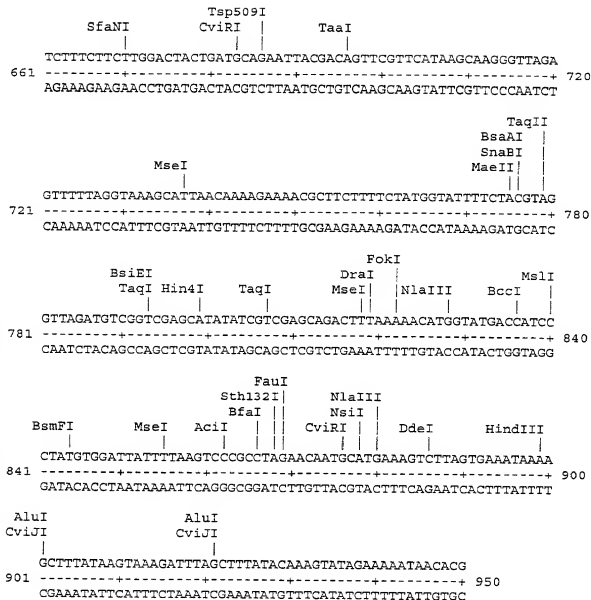 Tsp509I
SfaNI CviRI TaaI
TCTTTCTTCTTGGACTACTGATGCAGAATTACGACAGTTCGTTCATAAGCAAGGGTTAGA
661 ---------+---------+---------+---------+---------+---------+ 720
AGAAAGAAGAACCTGATGACTACGTCTTAATGCTGTCAAGCAAGTATTCGTTCCCAATCT
TaqII
BsaAI
SnaBI
MseI MaeII
GTTTTTAGGTAAAGCATTAACAAAAGAAAACGCTTCTTTTCTATGGTATTTTCTACGTAG
721 ---------+---------+---------+---------+---------+---------+ 780
CAAAAATCCATTTCGTAATTGTTTTCTTTTGCGAAGAAAAGATACCATAAAAGATGCATC
FokI
BsiEI DraI MslI
TaqI Hin4I TaqI MseI NlaIII BccI
GTTAGATGTCGGTCGAGCATATATCGTCGAGCAGACTTTAAAAACATGGTATGACCATCC
781 ---------+---------+---------+---------+---------+---------+ 840
CAATCTACAGCCAGCTCGTATATAGCAGCTCGTCTGAAATTTTTGTACCATACTGGTAGG
FauI
Sth132I NlaIII
BfaI NsiI
BsmFI MseI AciI CviRI DdeI HindIII
CTATGTGGATTATTTTAAGTCCCGCCTAGAACAATGCATGAAAGTCTTAGTGAAATAAAA
841 ---------+---------+---------+---------+---------+---------+ 900
GATACACCTAATAAAATTCAGGGCGGATCTTGTTACGTACTTTCAGAATCACTTTATTTT
AluI AluI
CviJI CviJI
GCTTTATAAGTAAAGATTTAGCTTTATACAAAGTATAGAAAAATAACACG
901 ---------+---------+---------+---------+---------+ 950
CGAAATATTCATTTCTAAATCGAAATATGTTTCATATCTTTTTATTGTGC